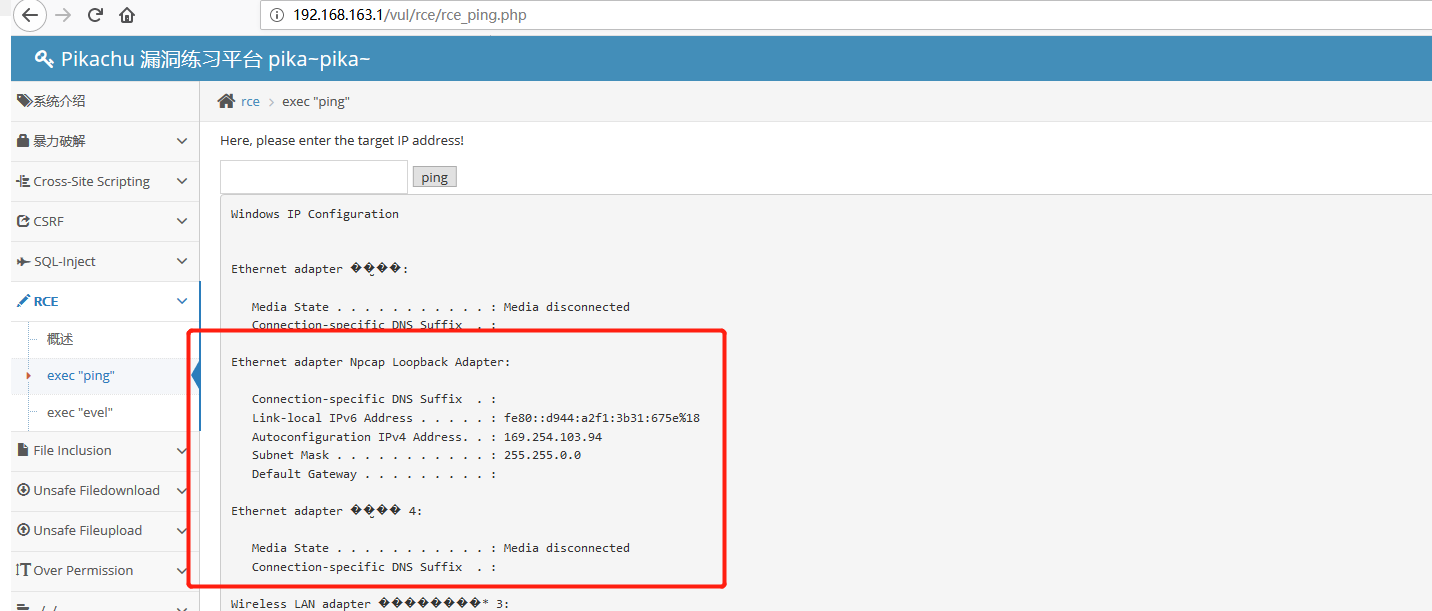 192.168.163.1/vul/rce/rce_ping.php
Pikachu 漏洞练习平台 pika~pika~
系统介绍
暴力破解
Cross-Site Scripting
CSRF
SQL-Inject
RCE
概述
exec "ping"
exec "evel"
File Inclusion
Unsafe Filedownload
Unsafe Fileupload
Over Permission
rce > exec "ping"
Here, please enter the target IP address!
ping
Windows IP Configuration
Ethernet adapter ��̫��:
Media State . . . . . . . . . . . : Media disconnected
Connection-specific DNS Suffix  . :
Ethernet adapter Npcap Loopback Adapter:
Connection-specific DNS Suffix  . :
Link-local IPv6 Address . . . . . : fe80::d944:a2f1:3b31:675e%18
Autoconfiguration IPv4 Address. . : 169.254.103.94
Subnet Mask . . . . . . . . . . . : 255.255.0.0
Default Gateway . . . . . . . . . :
Ethernet adapter ��̫�� 4:
Media State . . . . . . . . . . . : Media disconnected
Connection-specific DNS Suffix  . :
Wireless LAN adapter ��������* 3: